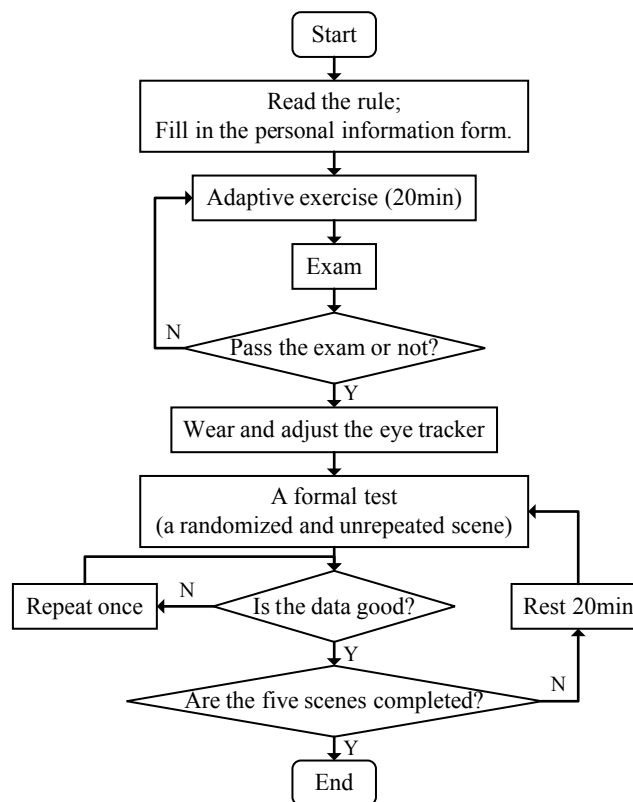 Start
Read the rule;
Fill in the personal information form.
Adaptive exercise (20min)
Exam
N
Pass the exam or not?
Y
Wear and adjust the eye tracker
A formal test
(a randomized and unrepeated scene)
N
Repeat once
Is the data good?
Rest 20min
Y
N
Are the five scenes completed?
Y
End